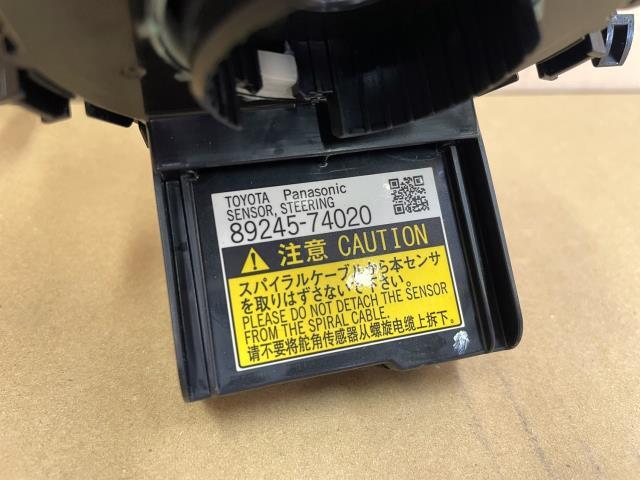 TOYOTA Panasonic
SENSOR, STEERING
89245-74020
注意 CAUTION
スパイラルケーブルから本センサ
を取りはずさないで下さい。
PLEASE DO NOT DETACH THE SENSOR
FROM THE SPIRAL CABLE.
请不要将舵角传感器从螺旋电缆上拆下。